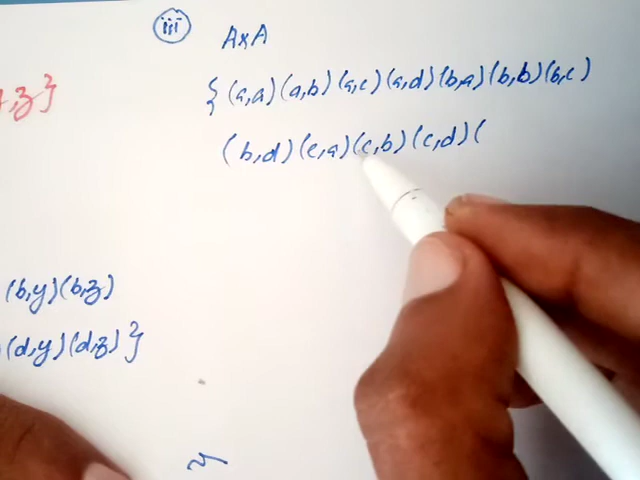 iii
A×A
,z}
{(a,a)(a,b)(a,c)(a,d)(b,a)(b,b)(b,c)
(b,d)(c,a)(c,b)(c,d)(
(b,y)(b,z)
(d,y)(d,z)}
y